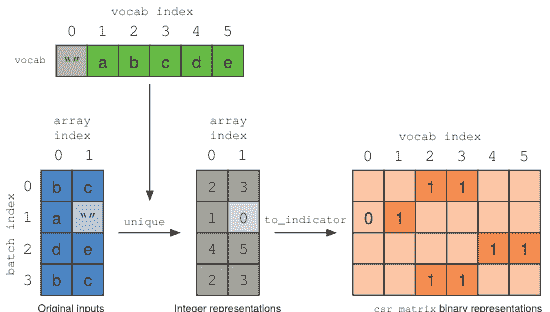 vocab index
0 1 2 3 4 5
vocab "" a b c d e
array index
0 1
batch index
0 b c
1 a ""
2 d e
3 b c
Original inputs
unique
array index
0 1
2 3
1 0
4 5
2 3
Integer representations
to_indicator
vocab index
0 1 2 3 4 5
1 1
0 1
1 1
1 1
csr_matrix binary representations